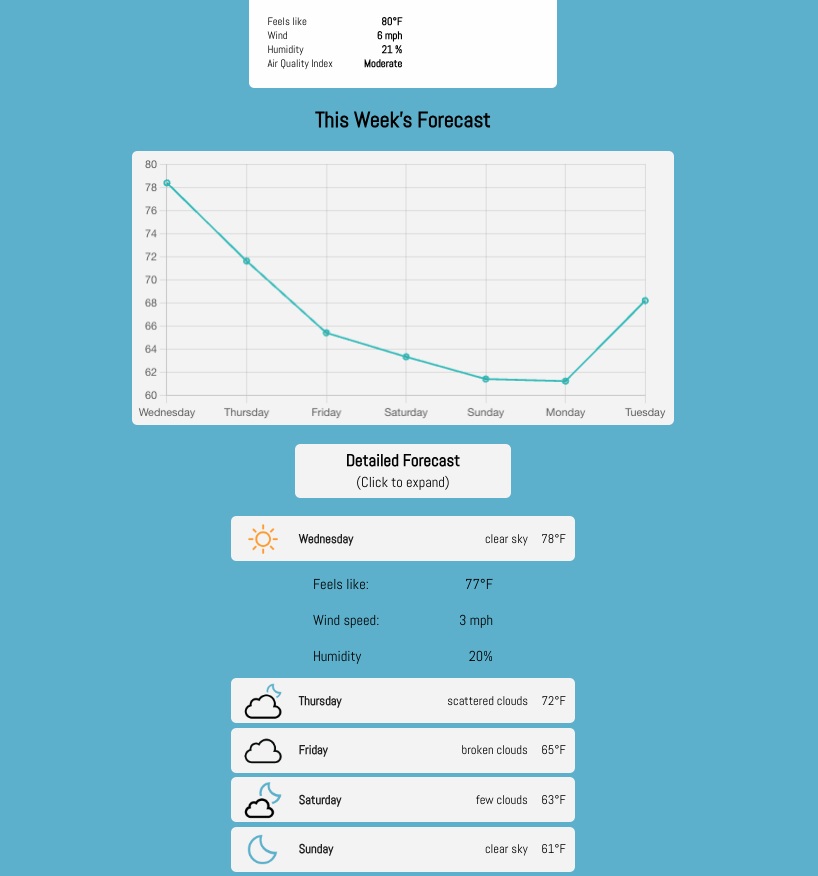 Feels like 80°F
Wind 6 mph
Humidity 21 %
Air Quality Index Moderate
This Week's Forecast
80
78
76
74
72
70
68
66
64
62
60
Wednesday Thursday Friday Saturday Sunday Monday Tuesday
Detailed Forecast
(Click to expand)
Wednesday clear sky 78°F
Feels like: 77°F
Wind speed: 3 mph
Humidity 20%
Thursday scattered clouds 72°F
Friday broken clouds 65°F
Saturday few clouds 63°F
Sunday clear sky 61°F